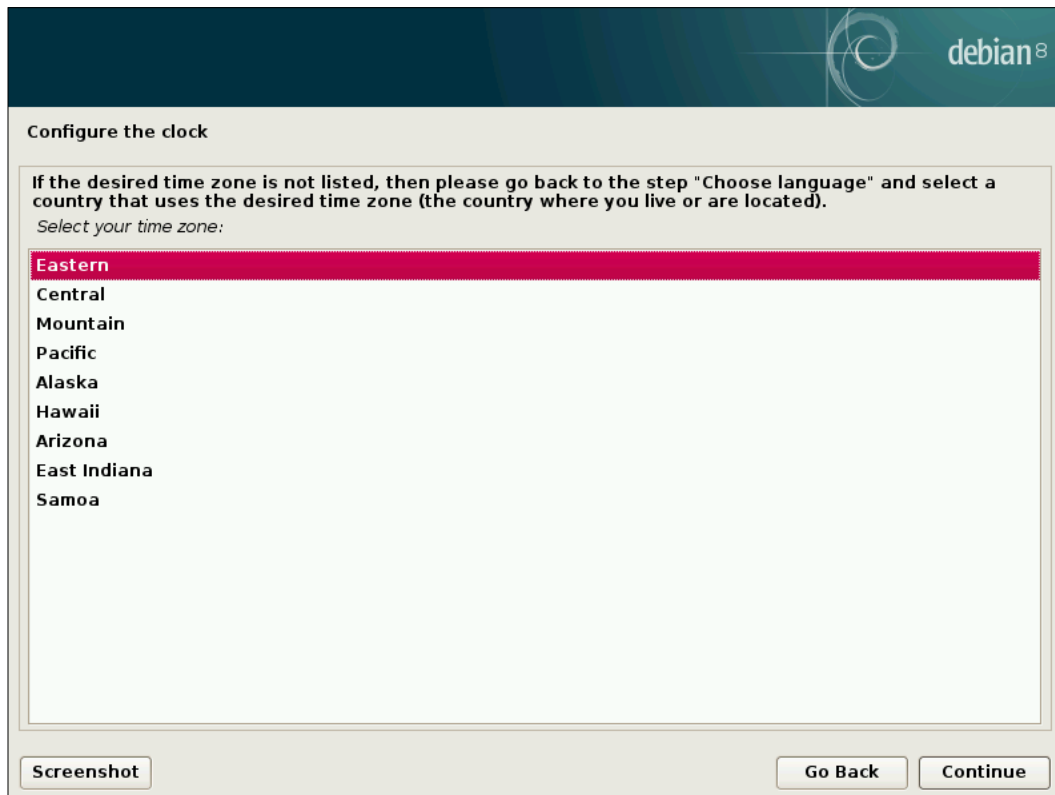 debian 8
Configure the clock
If the desired time zone is not listed, then please go back to the step "Choose language" and select a
country that uses the desired time zone (the country where you live or are located).
Select your time zone:
Eastern
Central
Mountain
Pacific
Alaska
Hawaii
Arizona
East Indiana
Samoa
Screenshot
Go Back
Continue